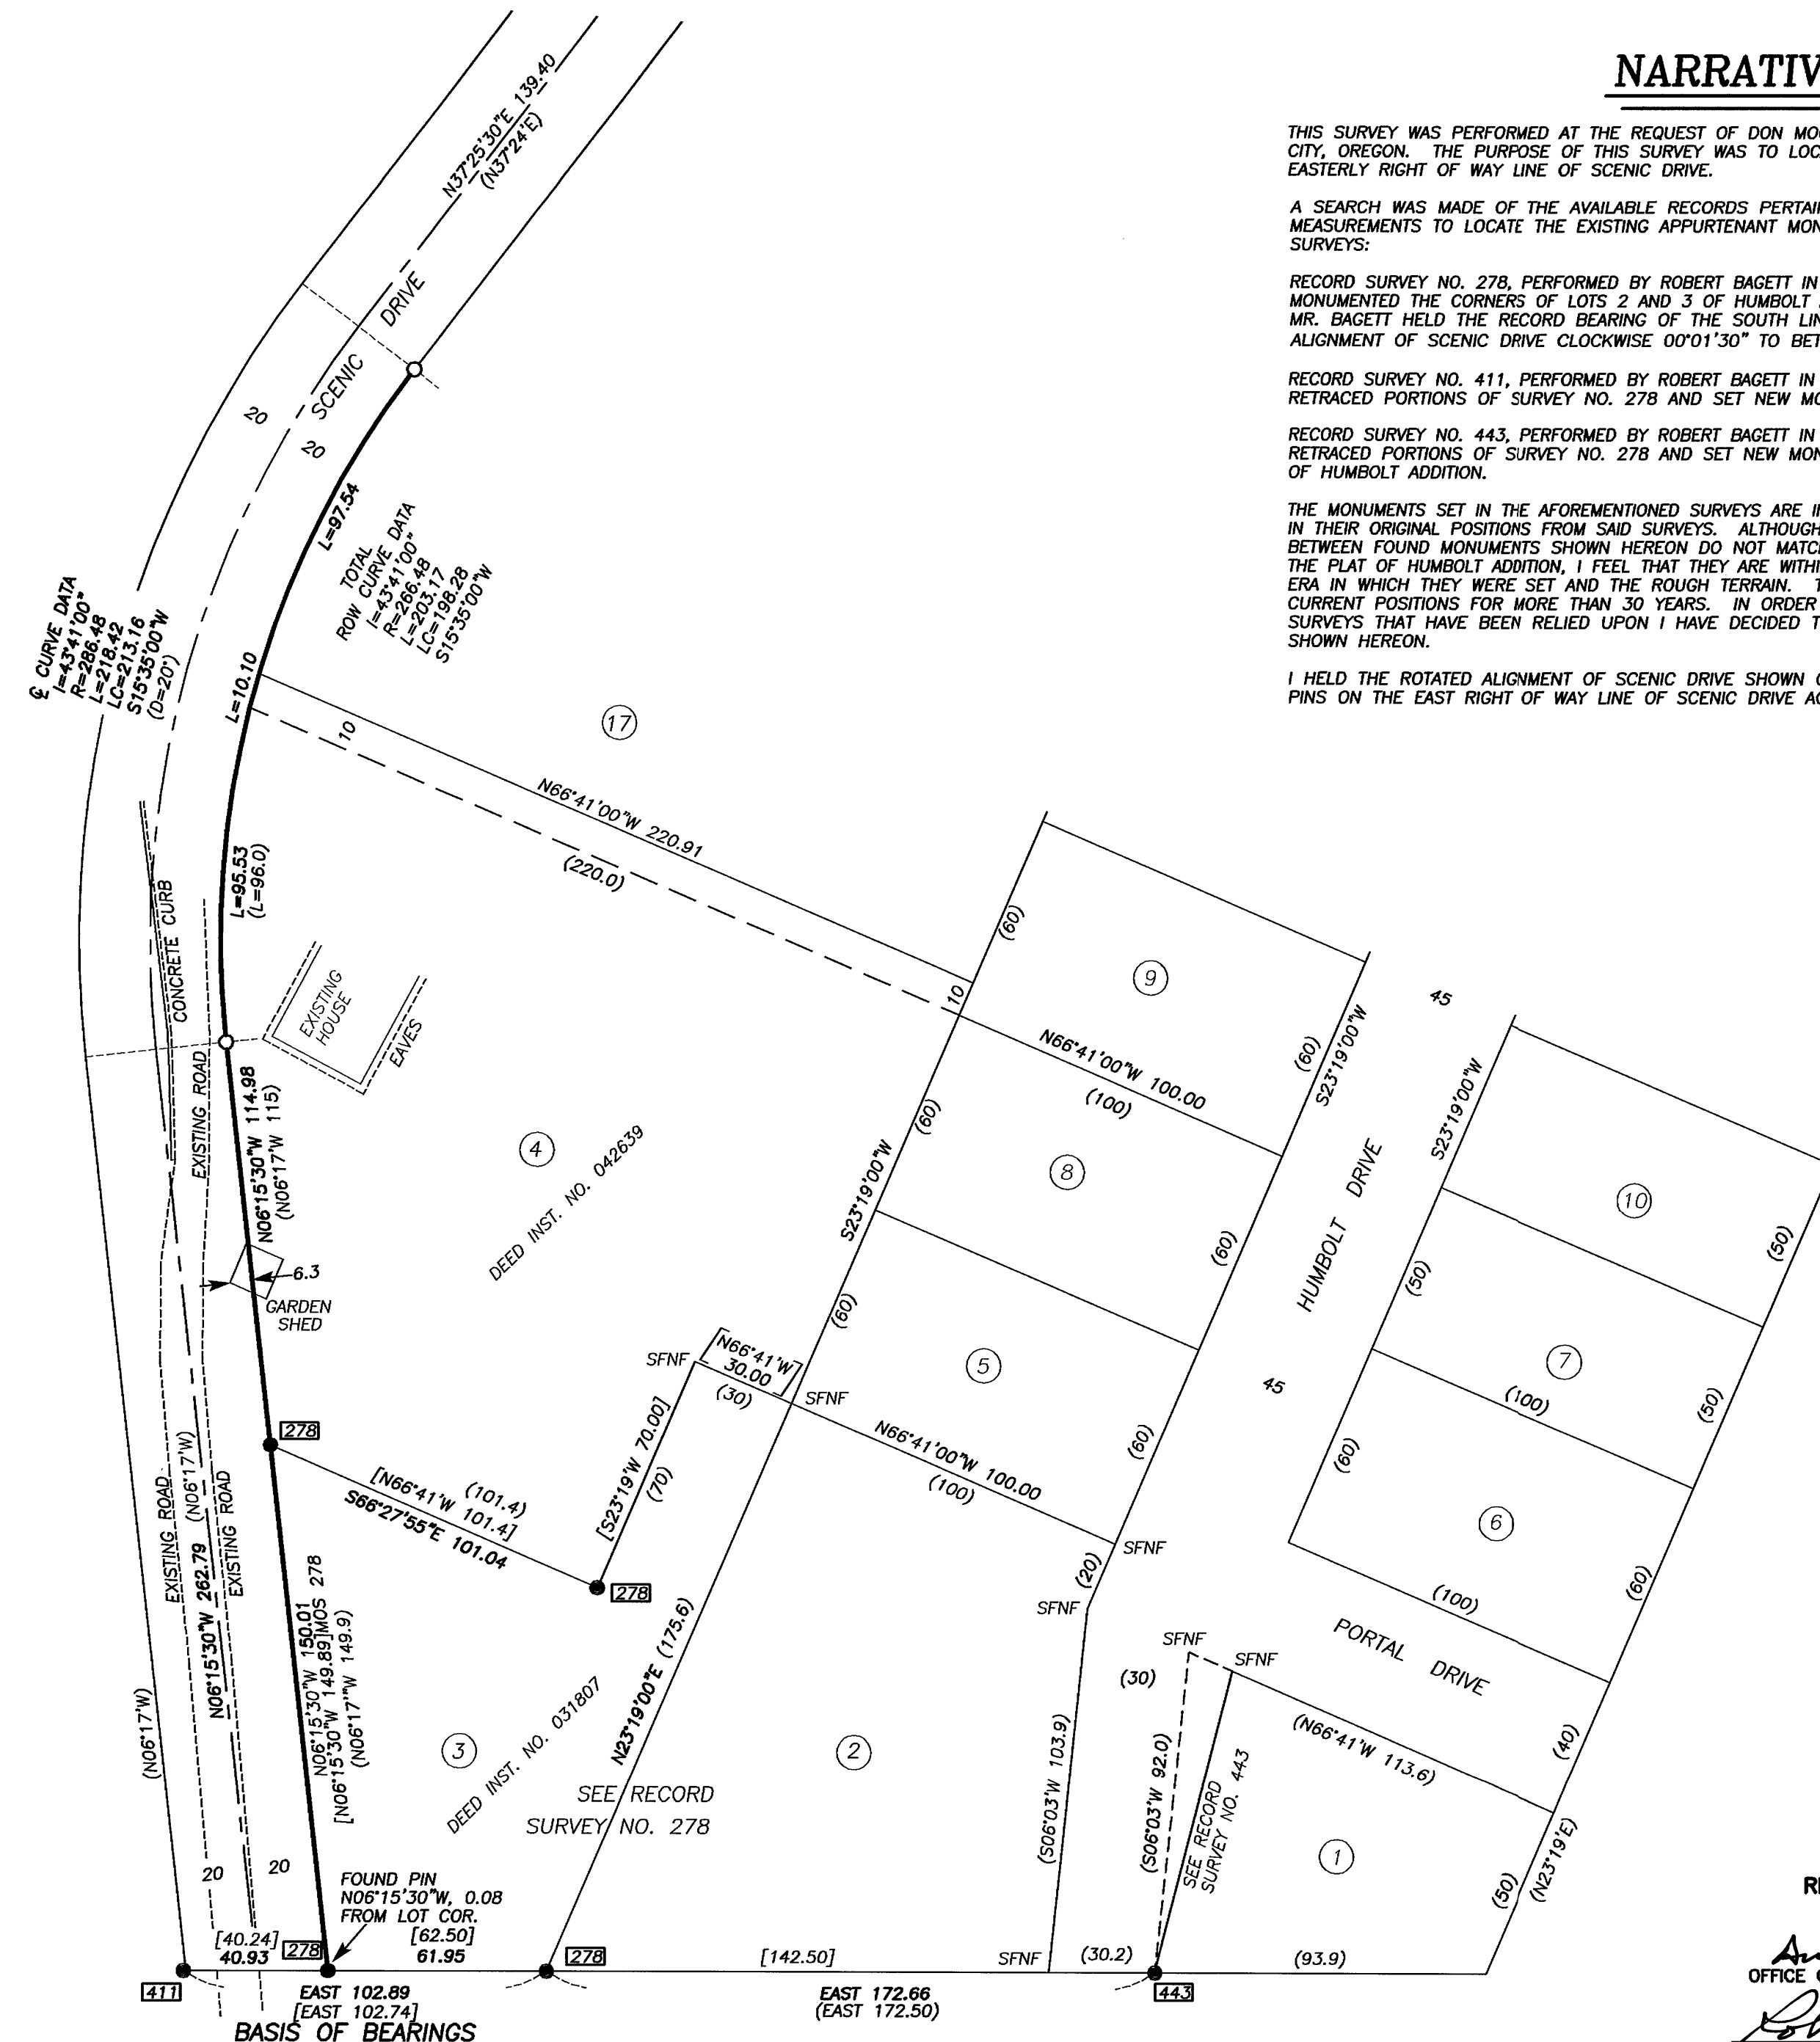 NARRATIV
THIS SURVEY WAS PERFORMED AT THE REQUEST OF DON
CITY, OREGON. THE PURPOSE OF THIS SURVEY WAS TO
EASTERLY RIGHT OF WAY LINE OF SCENIC DRIVE.
A SEARCH WAS MADE OF THE AVAILABLE RECORDS
MEASUREMENTS TO LOCATE THE EXISTING APPURTENANT
SURVEYS:
RECORD SURVEY NO. 278, PERFORMED BY ROBERT BAGETT IN
MONUMENTED THE CORNERS OF LOTS 2 AND 3 OF HUMBOLT
MR. BAGETT HELD THE RECORD BEARING OF THE SOUTH
ALIGNMENT OF SCENIC DRIVE CLOCKWISE 00°01'30" TO
RECORD SURVEY NO. 411, PERFORMED BY ROBERT BAGETT IN
RETRACED PORTIONS OF SURVEY NO. 278 AND SET NEW
RECORD SURVEY NO. 443, PERFORMED BY ROBERT BAGETT IN
RETRACED PORTIONS OF SURVEY NO. 278 AND SET NEW
OF HUMBOLT ADDITION.
THE MONUMENTS SET IN THE AFOREMENTIONED SURVEYS ARE
IN THEIR ORIGINAL POSITIONS FROM SAID SURVEYS. ALTHOUGH
BETWEEN FOUND MONUMENTS SHOWN HEREON DO NOT
THE PLAT OF HUMBOLT ADDITION, I FEEL THAT THEY ARE
ERA IN WHICH THEY WERE SET AND THE ROUGH TERRAIN.
CURRENT POSITIONS FOR MORE THAN 30 YEARS. IN ORDER
SURVEYS THAT HAVE BEEN RELIED UPON I HAVE DECIDED
SHOWN HEREON.
I HELD THE ROTATED ALIGNMENT OF SCENIC DRIVE SHOWN
PINS ON THE EAST RIGHT OF WAY LINE OF SCENIC DRIVE
N37°25'30"E 139.40
(N37°24'E)
SCENIC DRIVE
20
20
L=97.54
TOTAL
ROW CURVE DATA
I=43°41'00"
R=266.48
L=203.17
LC=198.28
S15°35'00"W
℄ CURVE DATA
I=43°41'00"
R=286.48
L=218.42
LC=213.16
S15°35'00"W
(D=20°)
L=10.10
10
17
N66°41'00"W 220.91
(220.0)
L=95.53
(L=96.0)
CONCRETE CURB
EXISTING
HOUSE
EAVES
EXISTING ROAD
N06°15'30"W 114.98
(N06°17'W 115)
4
DEED INST. NO. 042639
6.3
GARDEN
SHED
(60)
10
9
45
N66°41'00"W 100.00
(100)
(60)
S23°19'00"W
(60)
S23°19'00"W
8
(60)
HUMBOLT DRIVE
S23°19'00"W
10
(50)
(50)
(60)
5
SFNF
[N66°41'W
30.00]
(30)
SFNF
45
7
(100)
(50)
N66°41'00"W 100.00
(100)
(60)
(60)
6
278
[N66°41'W 101.4]
(101.4)
S66°27'55"E 101.04
[S23°19'W 70.00]
(70)
278
EXISTING ROAD
N06°15'30"W 262.79 (N06°17'W)
EXISTING ROAD
SFNF
(20)
SFNF
(100)
(60)
PORTAL DRIVE
N06°15'30"W 150.01
[N06°15'30"W 149.89]MOS 278
(N06°17'"W 149.9)
N23°19'00"E (175.6)
SFNF
SFNF
(30)
(N06°17'W)
3
DEED INST. NO. 031807
SEE RECORD
SURVEY NO. 278
2
(S06°03'W 103.9)
(S06°03'W 92.0)
SEE RECORD
SURVEY NO. 443
(N66°41'W 113.6)
(40)
1
(50)
(N23°19'E)
20
20
FOUND PIN
N06°15'30"W, 0.08
FROM LOT COR.
[40.24]
40.93
278
[62.50]
61.95
278
[142.50]
SFNF
(30.2)
(93.9)
411
EAST 102.89
[EAST 102.74]
EAST 172.66
(EAST 172.50)
443
BASIS OF BEARINGS
OFFICE